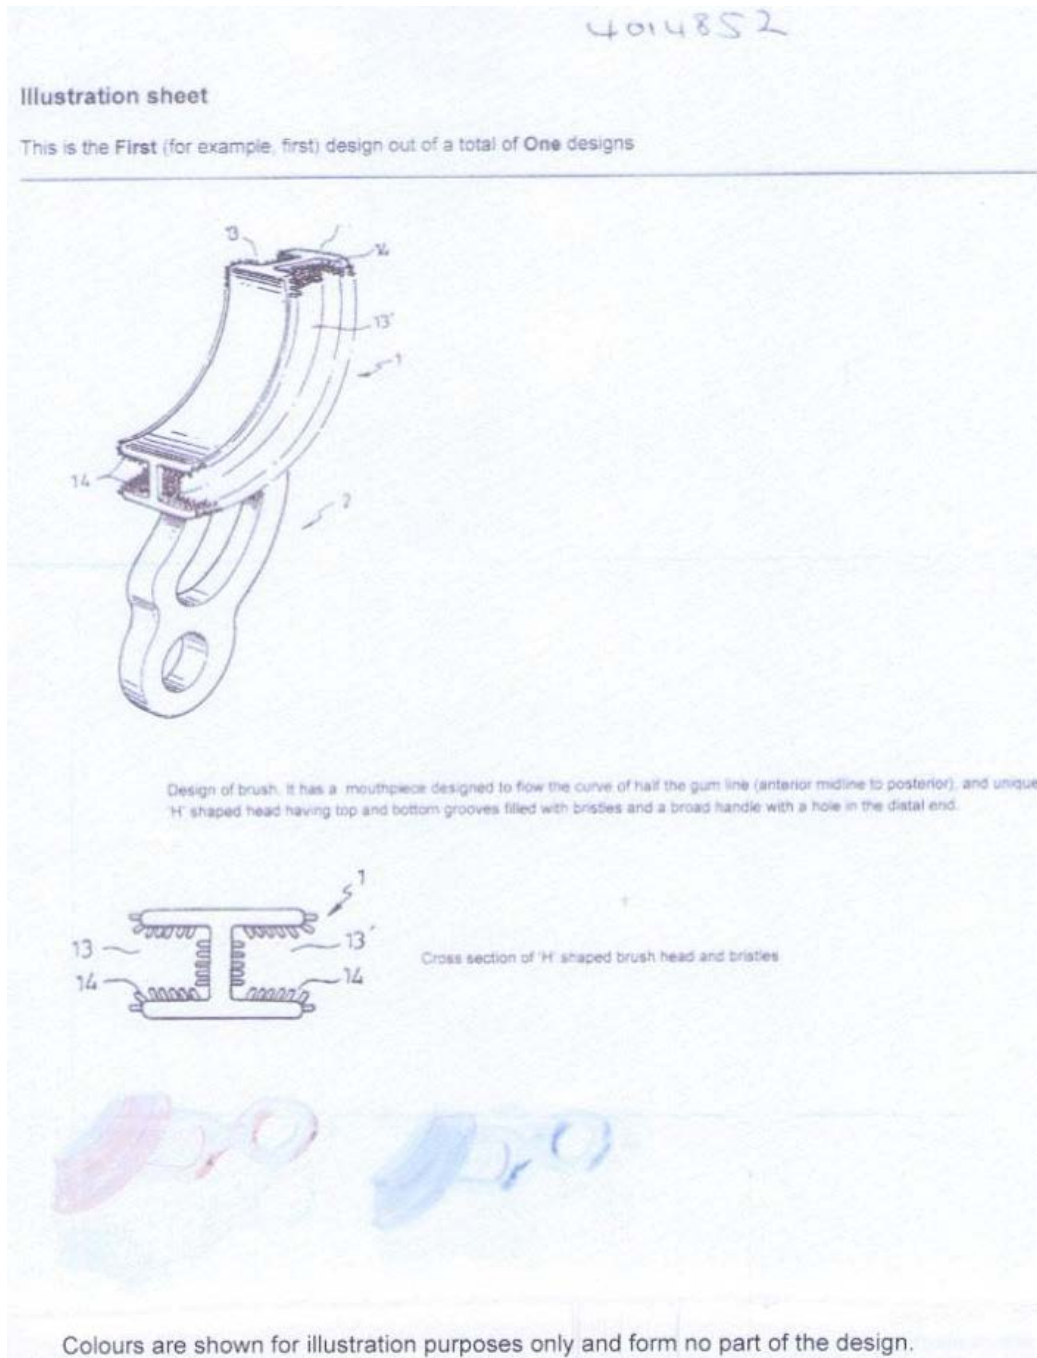 4014852
Illustration sheet
This is the First (for example, first) design out of a total of One designs
13
14
13'
1
14
2
Design of brush. It has a mouthpiece designed to flow the curve of half the gum line (anterior midline to posterior), and unique
'H' shaped head having top and bottom grooves filled with bristles and a broad handle with a hole in the distal end.
1
13
13'
Cross section of 'H' shaped brush head and bristles
14
14
Colours are shown for illustration purposes only and form no part of the design.